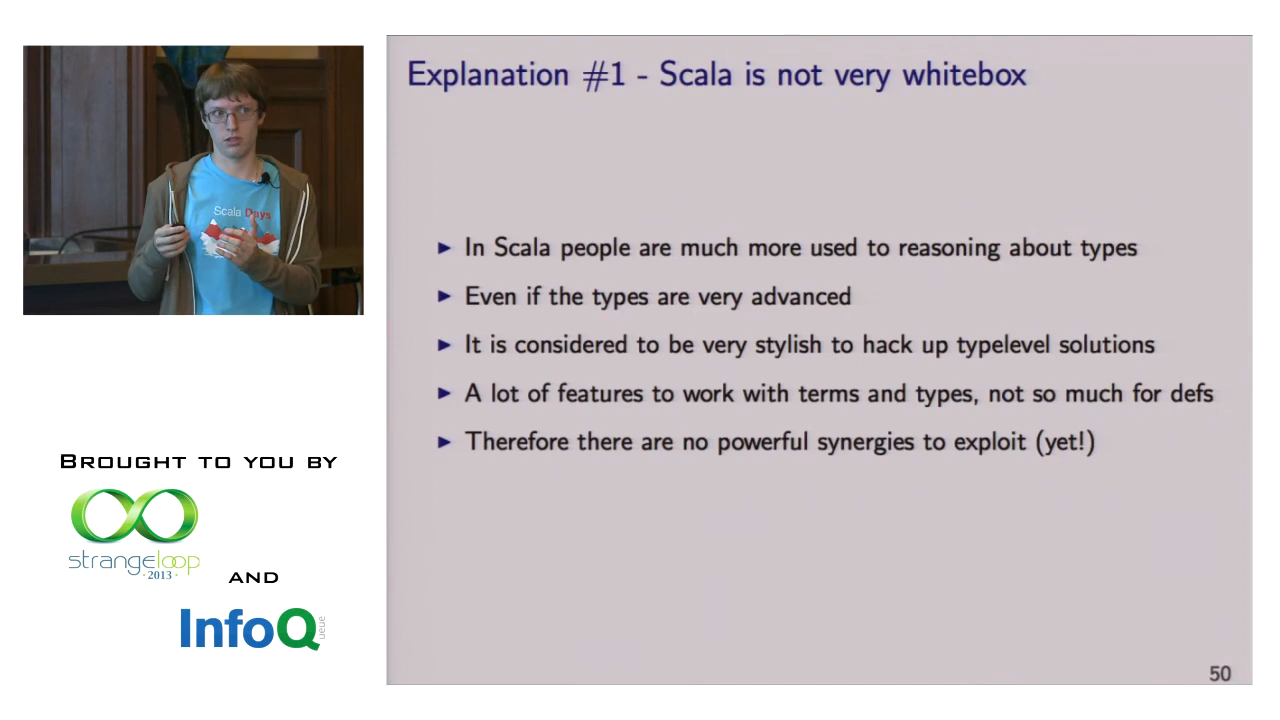 Scala Days
BROUGHT TO YOU BY
strangeloop
·2013·
AND
InfoQ
ueue
Explanation #1 - Scala is not very whitebox
▶ In Scala people are much more used to reasoning about types
▶ Even if the types are very advanced
▶ It is considered to be very stylish to hack up typelevel solutions
▶ A lot of features to work with terms and types, not so much for defs
▶ Therefore there are no powerful synergies to exploit (yet!)
50